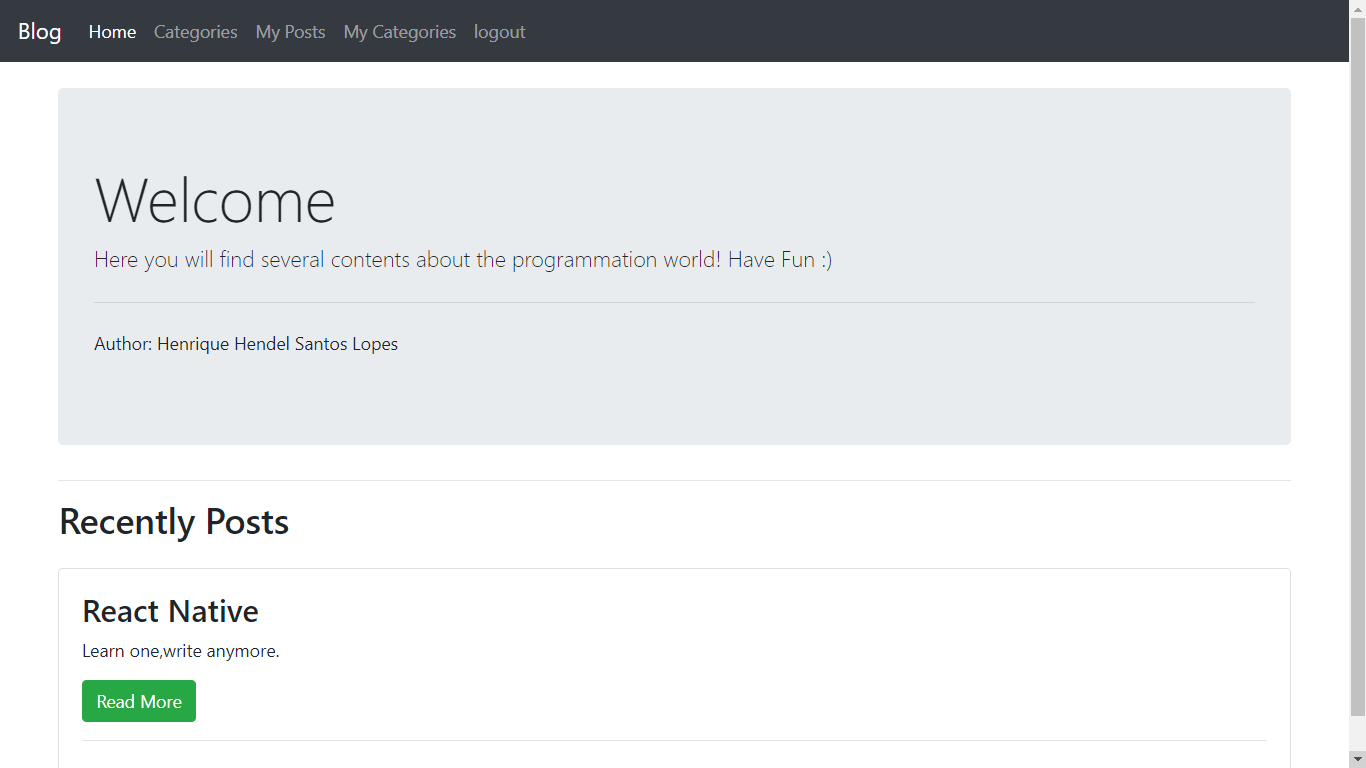 Blog Home Categories My Posts My Categories logout
Welcome
Here you will find several contents about the programmation world! Have Fun :)
Author: Henrique Hendel Santos Lopes
Recently Posts
React Native
Learn one,write anymore.
Read More